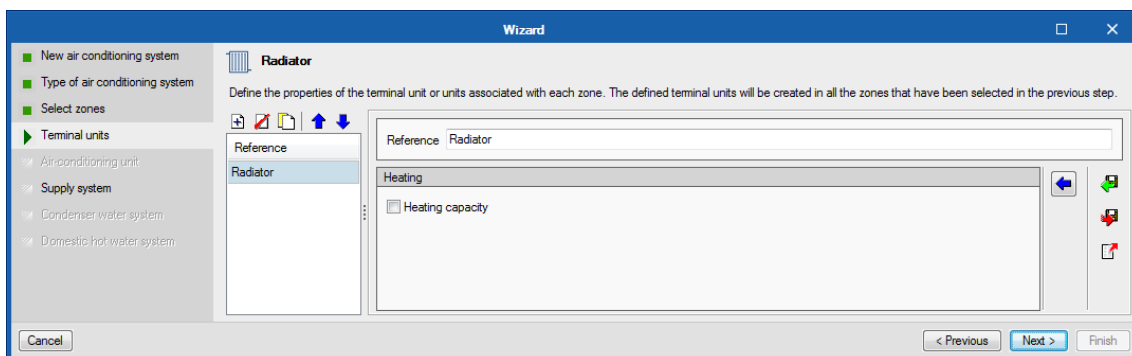 Wizard
New air conditioning system
Type of air conditioning system
Select zones
Terminal units
Air-conditioning unit
Supply system
Condenser water system
Domestic hot water system
Radiator
Define the properties of the terminal unit or units associated with each zone. The defined terminal units will be created in all the zones that have been selected in the previous step.
Reference
Radiator
Reference Radiator
Heating
Heating capacity
Cancel
< Previous
Next >
Finish